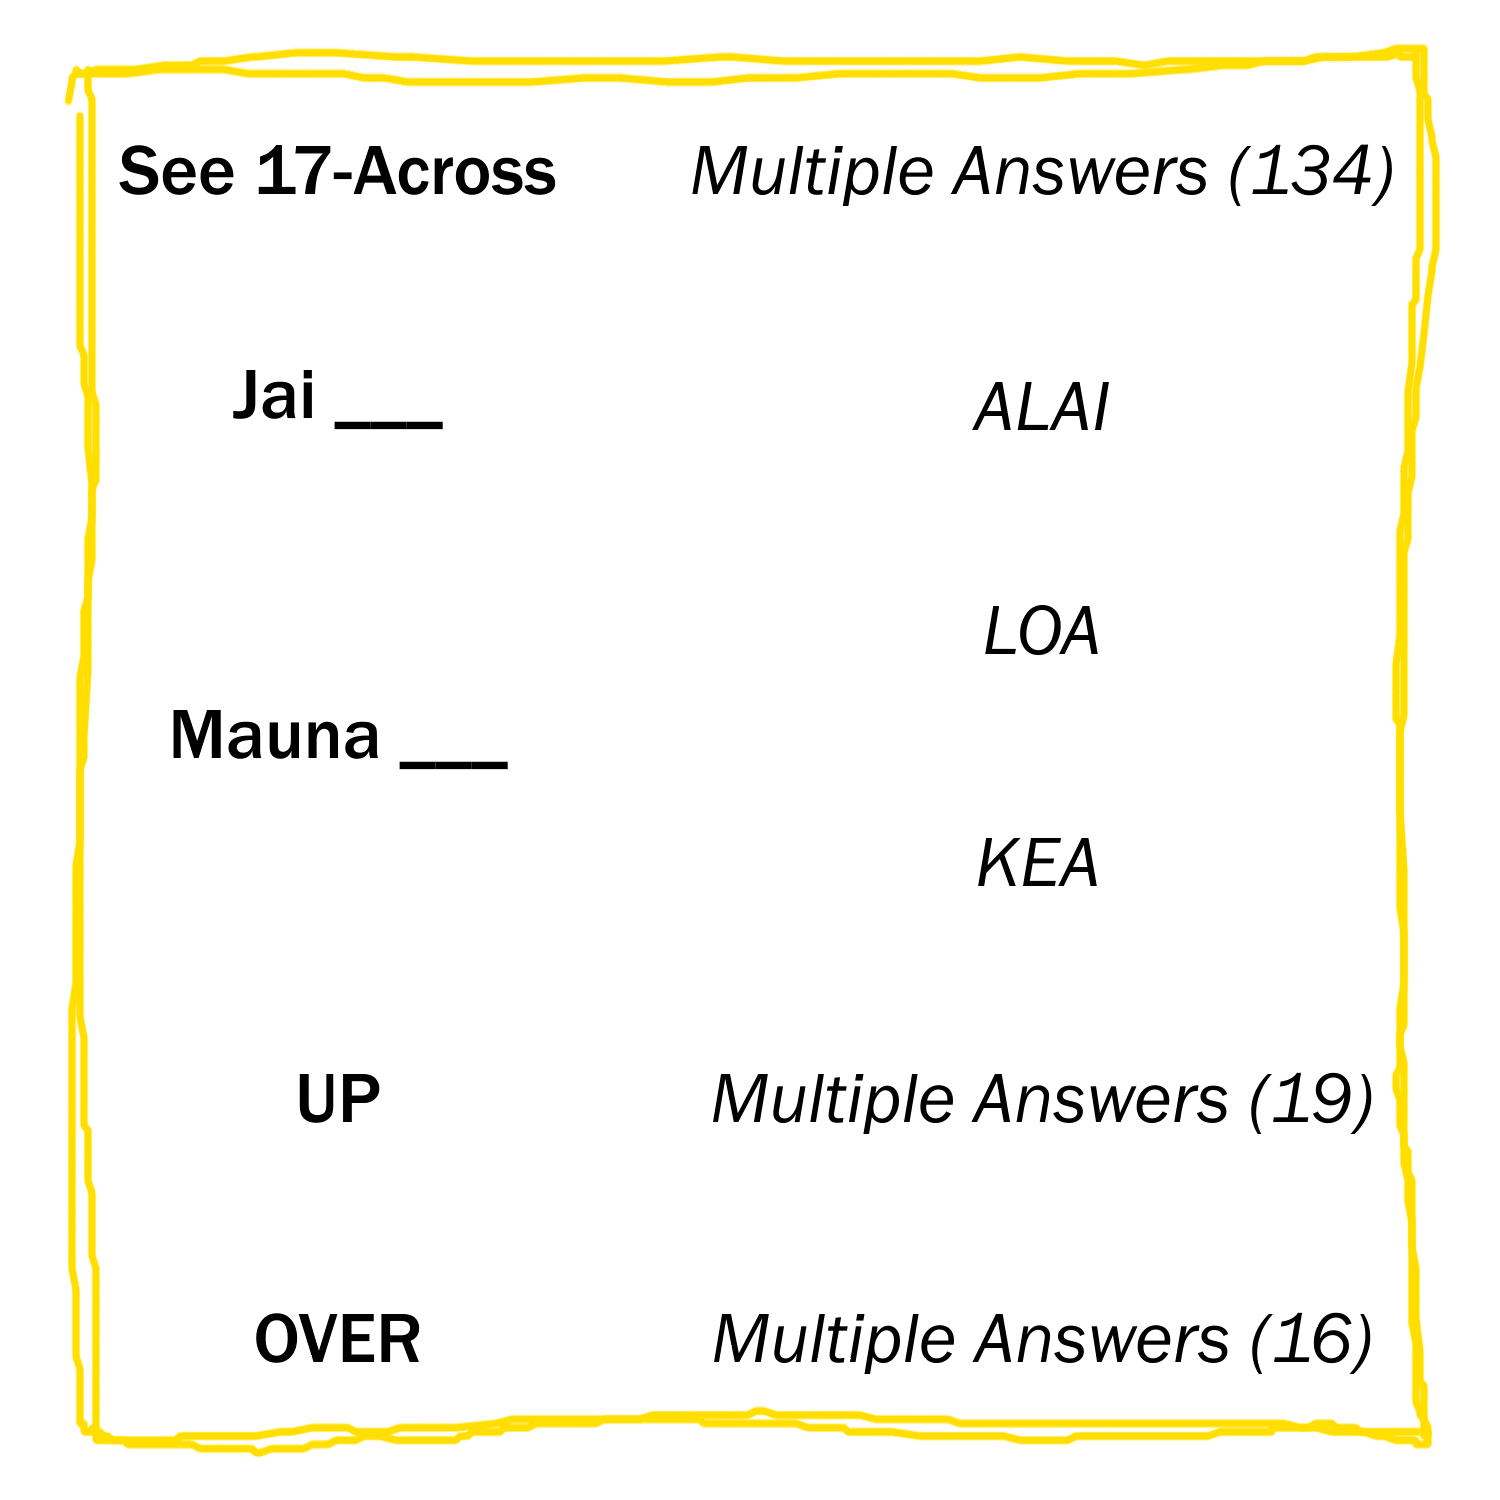 See 17-Across Multiple Answers (134)
Jai ___ ALAI
LOA
Mauna ___
KEA
UP Multiple Answers (19)
OVER Multiple Answers (16)